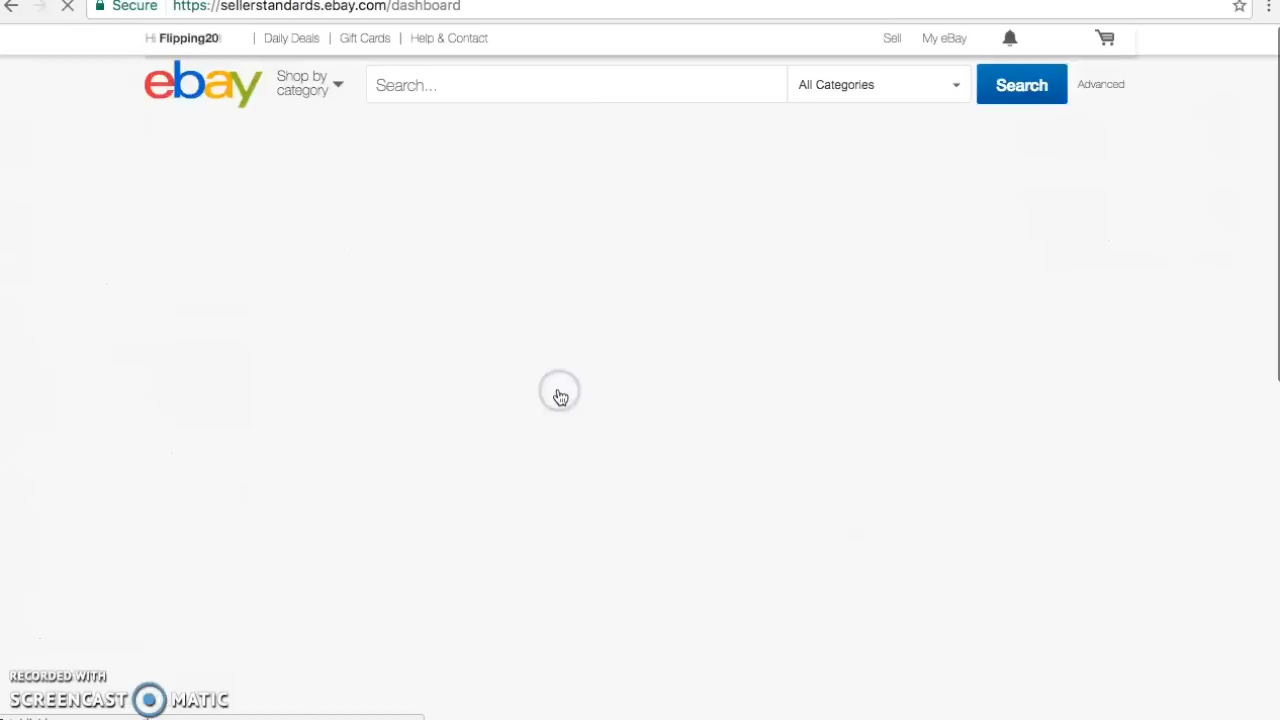 Secure https://sellerstandards.ebay.com/dashboard
Hi Flipping20 | Daily Deals | Gift Cards | Help & Contact Sell My eBay
ebay Shop by category Search... All Categories Search Advanced
RECORDED WITH
SCREENCAST MATIC